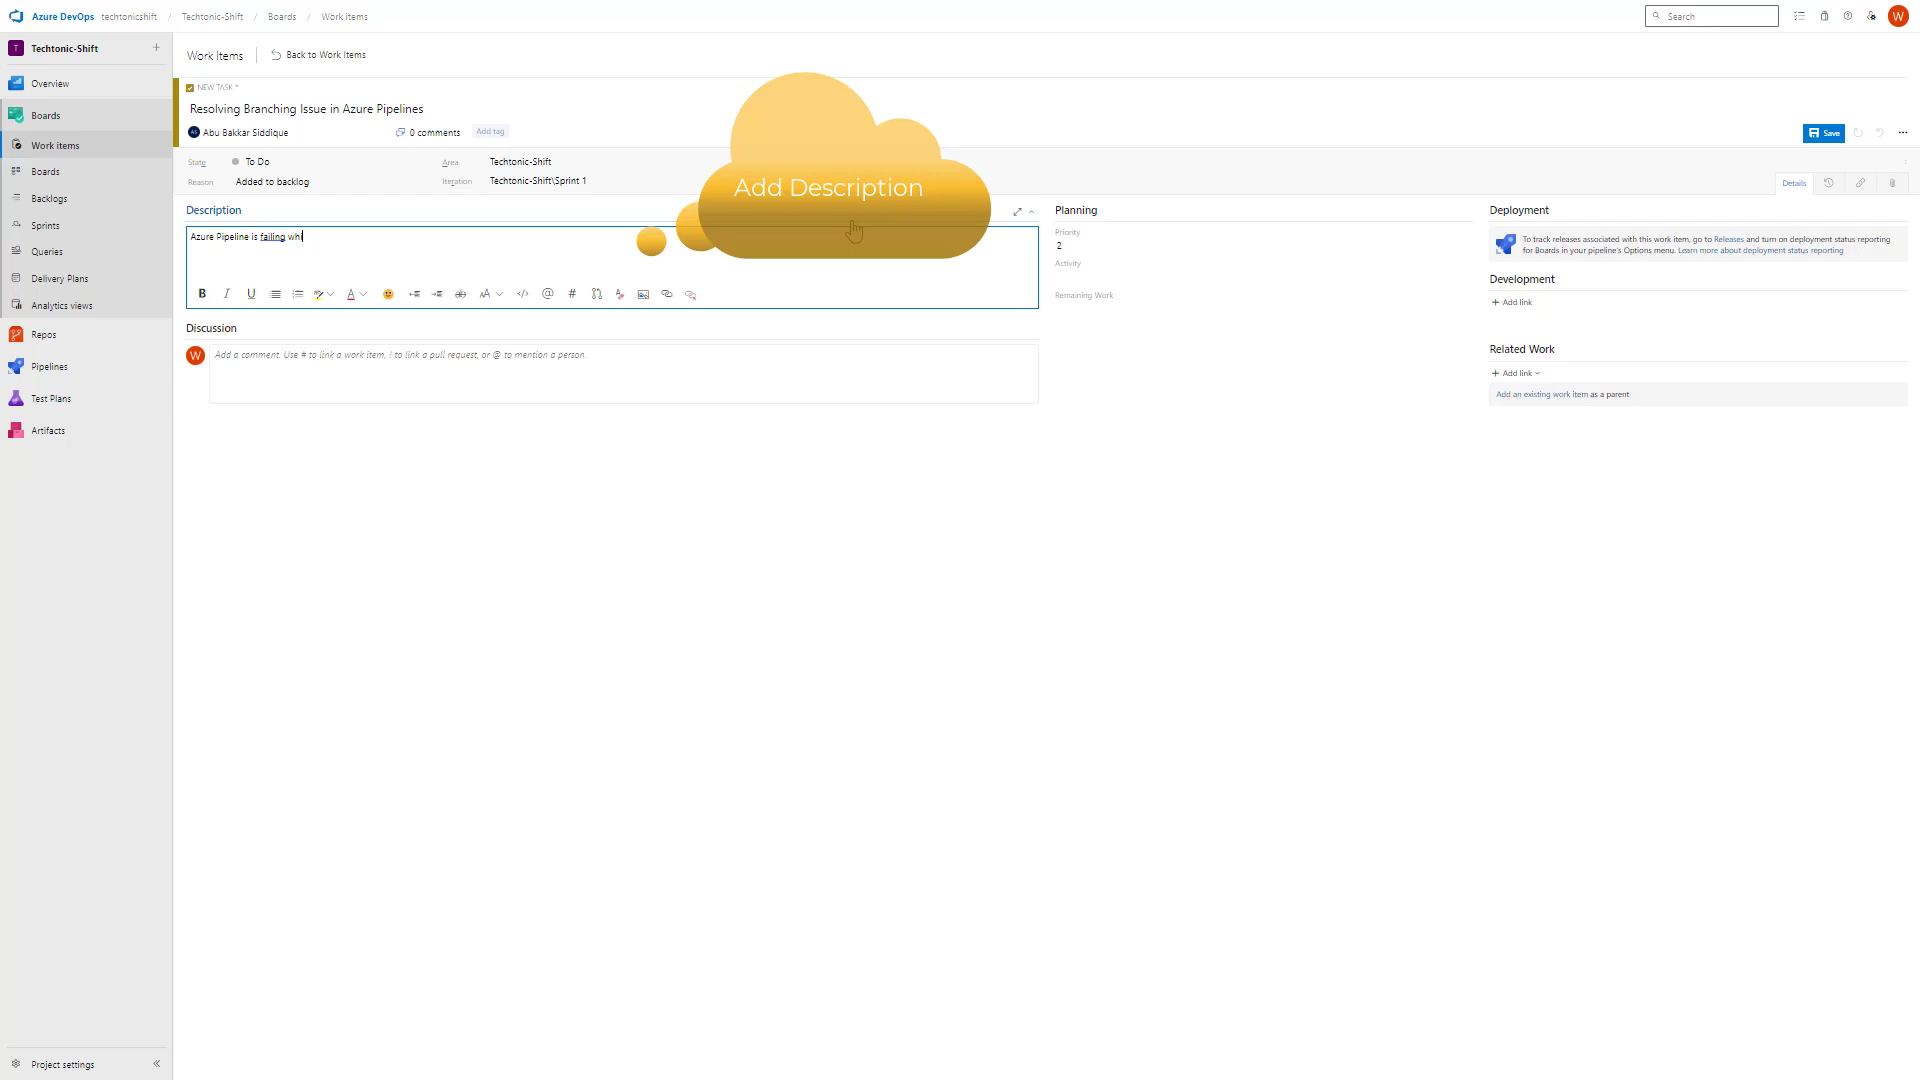 Azure DevOps techtonicshift / Techtonic-Shift / Boards / Work items
Search
W
T Techtonic-Shift
Overview
Boards
Work items
Boards
Backlogs
Sprints
Queries
Delivery Plans
Analytics views
Repos
Pipelines
Test Plans
Artifacts
Project settings
Work Items Back to Work Items
NEW TASK *
Resolving Branching Issue in Azure Pipelines
AS Abu Bakkar Siddique 0 comments Add tag
Save
State To Do
Area Techtonic-Shift
Reason Added to backlog
Iteration Techtonic-Shift\Sprint 1
Details
Add Description
Description
Azure Pipeline is failing whi
B I U
Discussion
W
Add a comment. Use # to link a work item, ! to link a pull request, or @ to mention a person.
Planning
Priority
2
Activity
Remaining Work
Deployment
To track releases associated with this work item, go to Releases and turn on deployment status reporting
for Boards in your pipeline's Options menu. Learn more about deployment status reporting
Development
+ Add link
Related Work
+ Add link
Add an existing work item as a parent